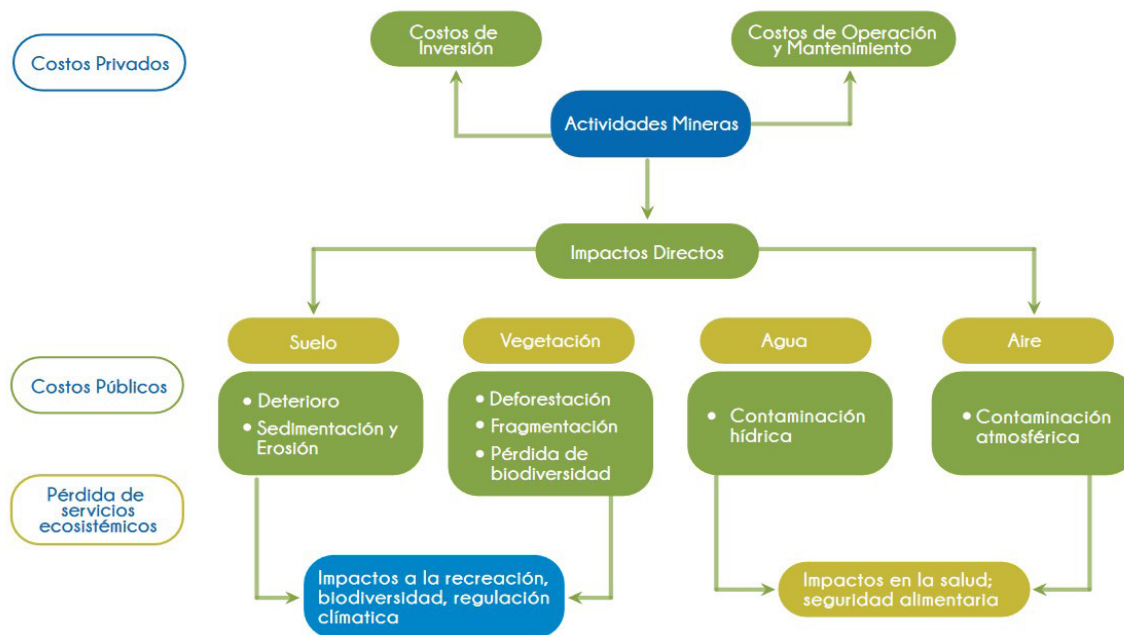 Costos de
Inversión
Costos de Operación
y Mantenimiento
Costos Privados
Actividades Mineras
Impactos Directos
Suelo
Vegetación
Agua
Aire
Costos Públicos
• Deterioro
• Sedimentación y
Erosión
• Deforestación
• Fragmentación
• Pérdida de
biodiversidad
• Contaminación
hídrica
• Contaminación
atmosférica
Pérdida de
servicios
ecosistémicos
Impactos a la recreación,
biodiversidad, regulación
clímatica
Impactos en la salud;
seguridad alimentaria